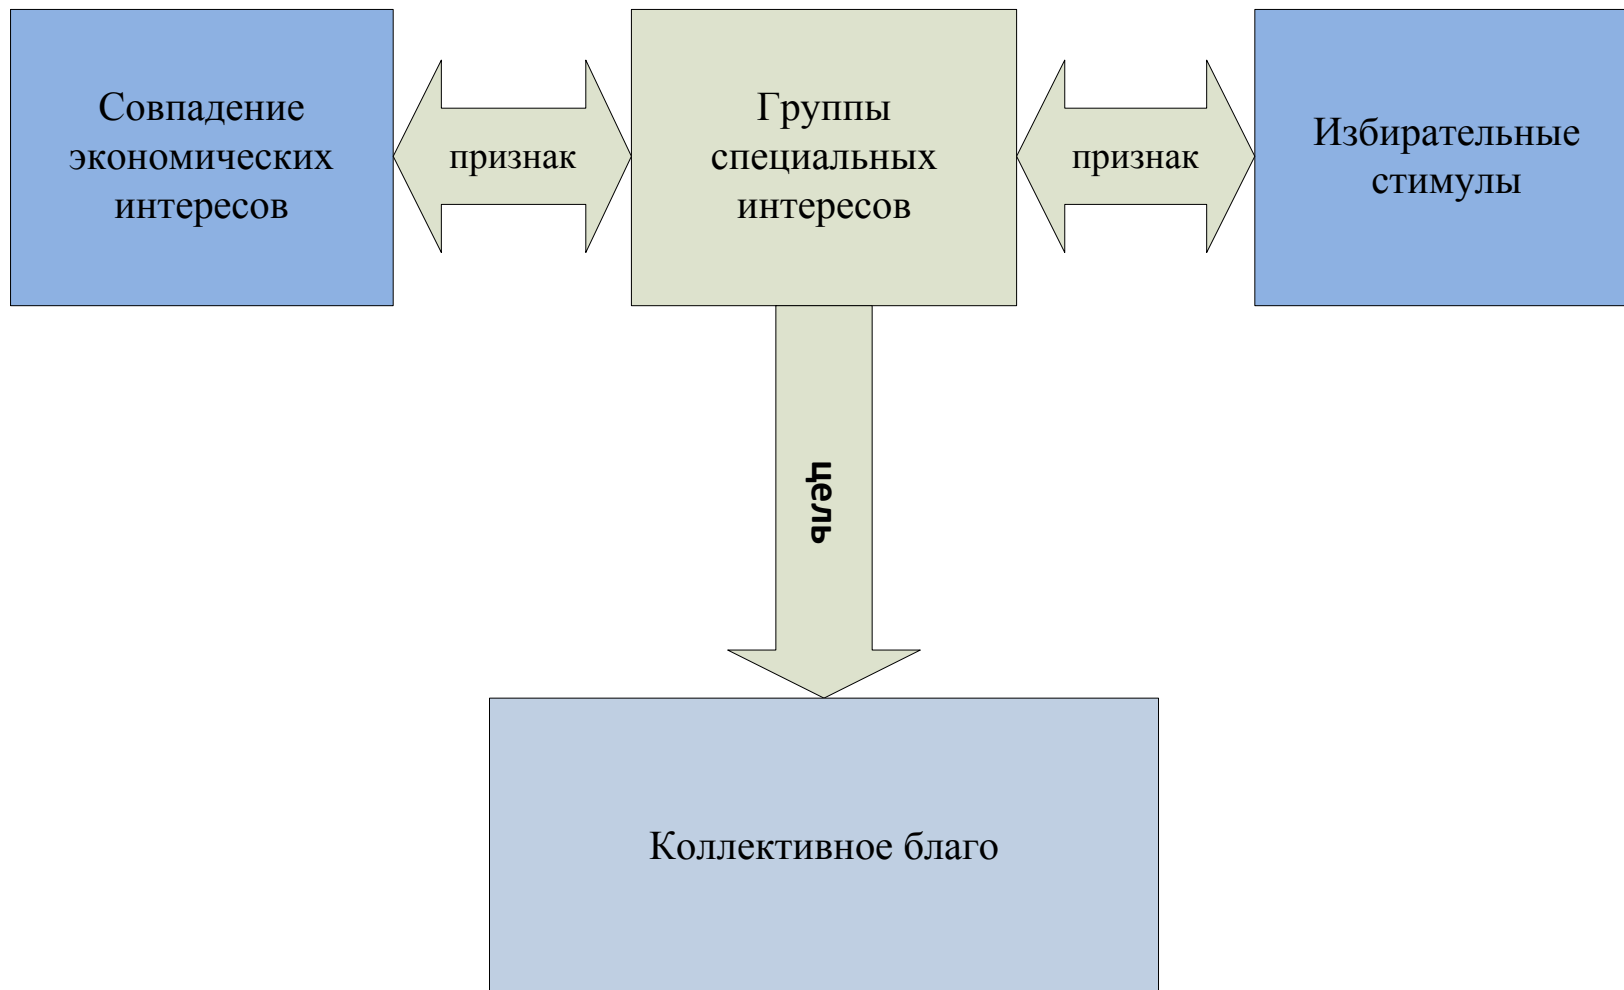 Совпадение
экономических
интересов
признак
Группы
специальных
интересов
признак
Избирательные
стимулы
цель
Коллективное благо